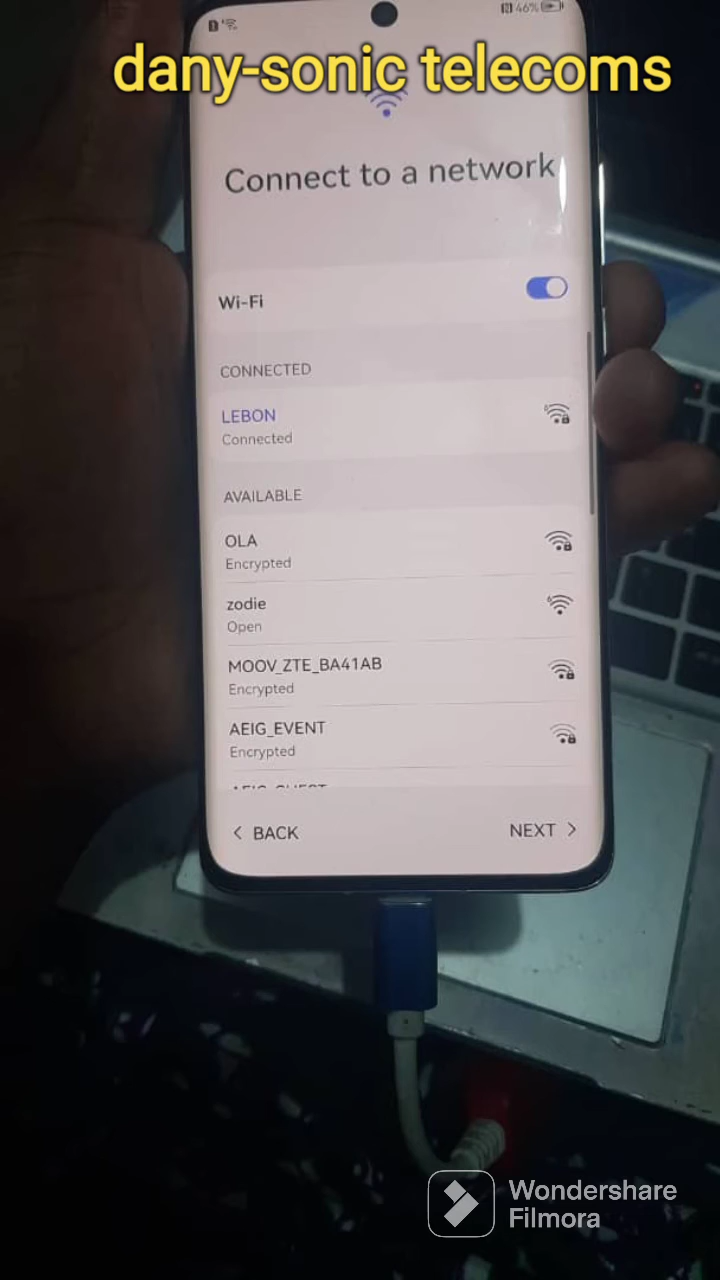 46%
dany-sonic telecoms
Connect to a network
Wi-Fi
CONNECTED
LEBON
Connected
AVAILABLE
OLA
Encrypted
zodie
Open
MOOV_ZTE_BA41AB
Encrypted
AEIG_EVENT
Encrypted
BACK
NEXT
Wondershare
Filmora